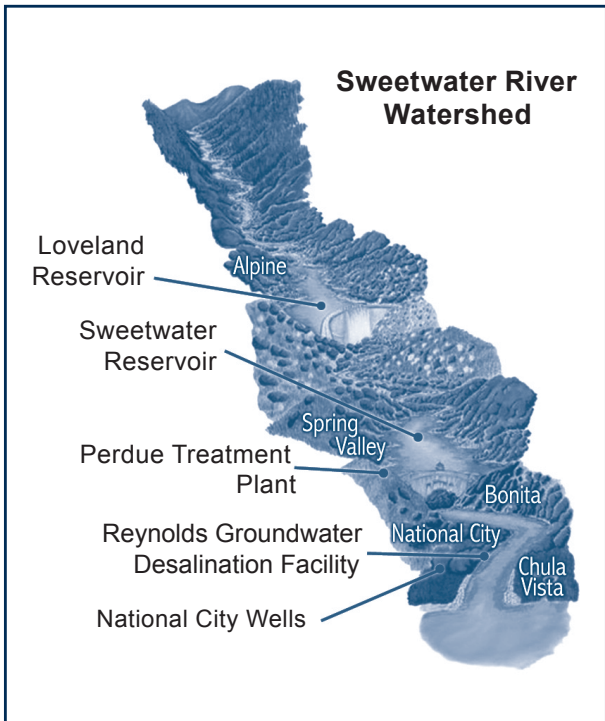 Sweetwater River
Watershed
Loveland
Reservoir
Alpine
Sweetwater
Reservoir
Spring
Valley
Perdue Treatment
Plant
Bonita
Reynolds Groundwater
Desalination Facility
National City
Chula
Vista
National City Wells